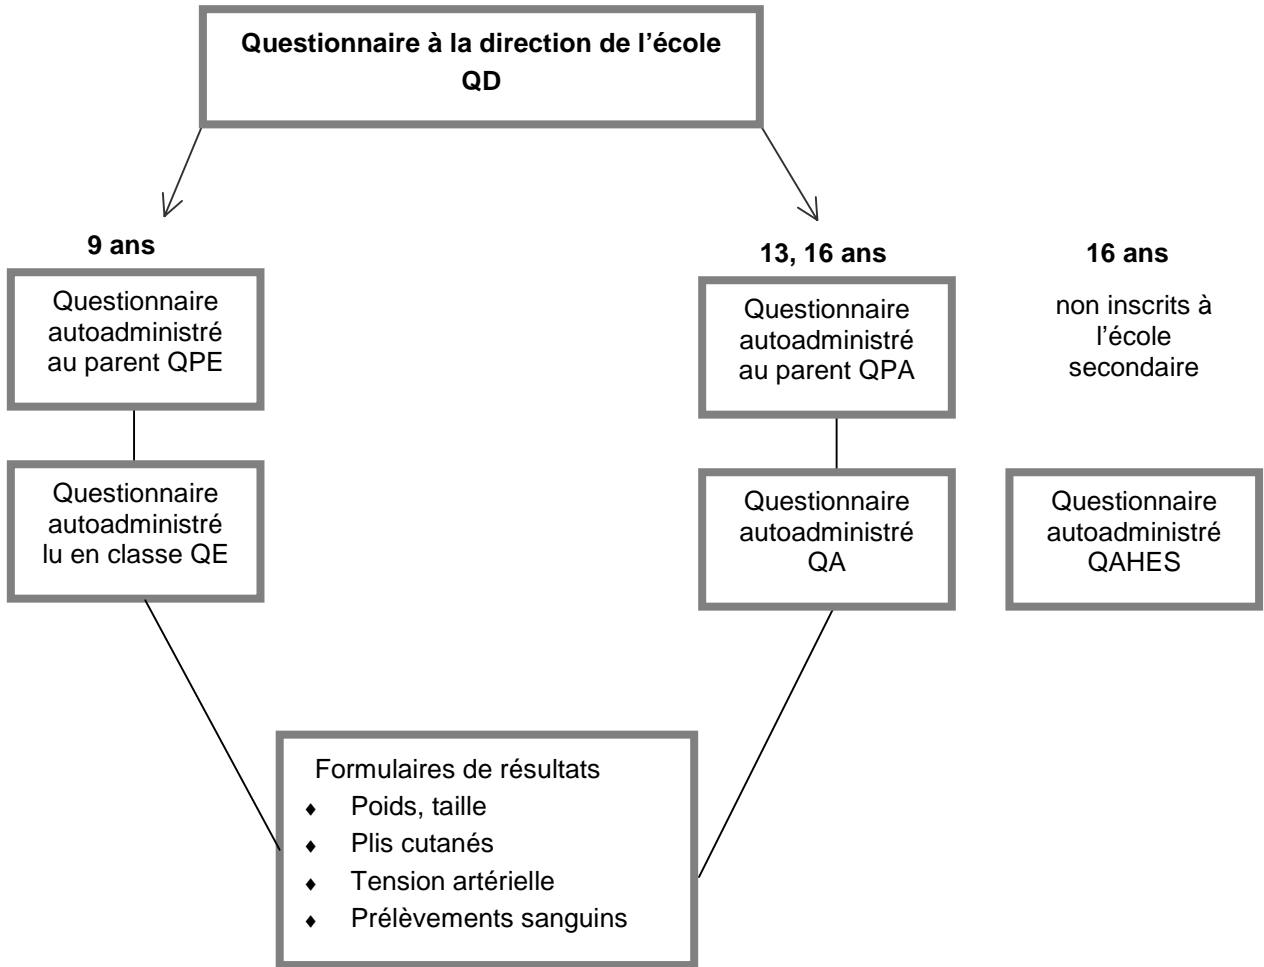 Questionnaire à la direction de l’école
QD
9 ans
Questionnaire
autoadministré
au parent QPE
Questionnaire
autoadministré
lu en classe QE
13, 16 ans
Questionnaire
autoadministré
au parent QPA
Questionnaire
autoadministré
QA
16 ans
non inscrits à
l’école
secondaire
Questionnaire
autoadministré
QAHES
Formulaires de résultats
♦ Poids, taille
♦ Plis cutanés
♦ Tension artérielle
♦ Prélèvements sanguins